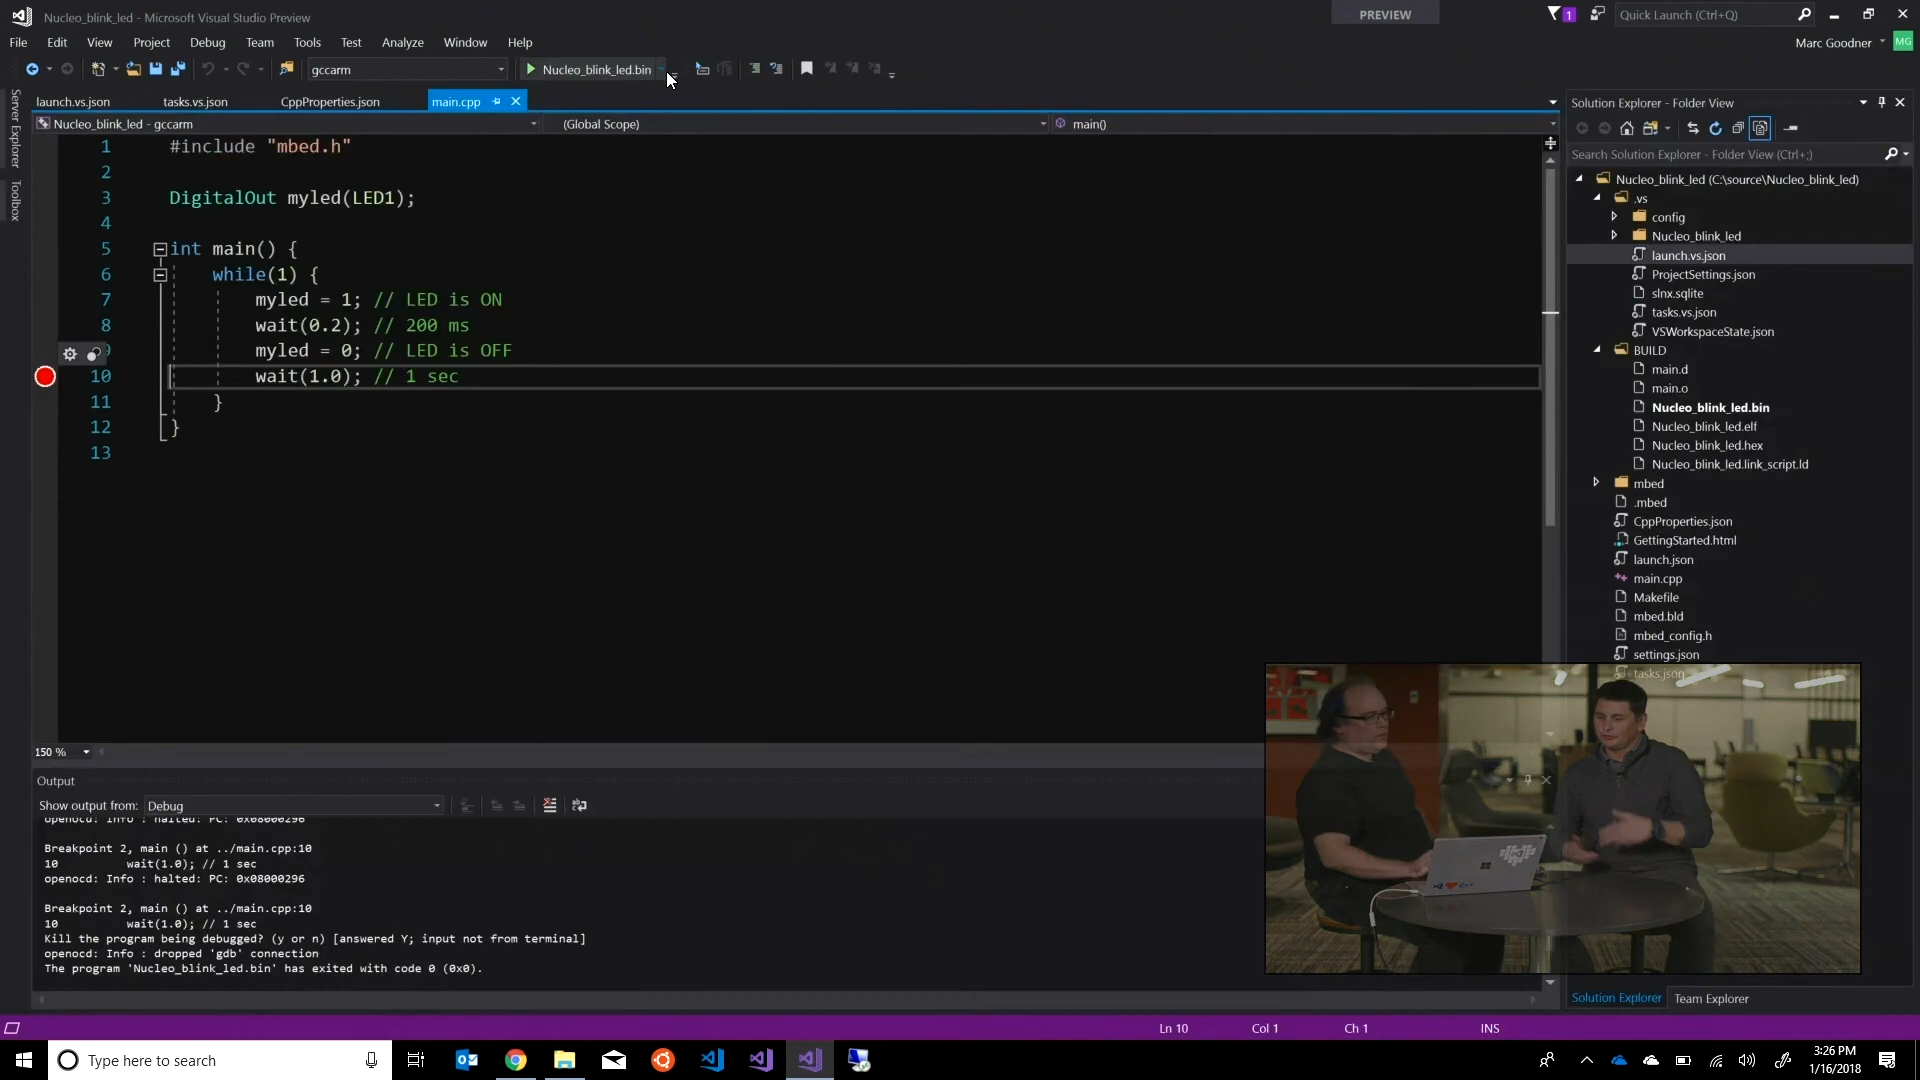 Nucleo_blink_led - Microsoft Visual Studio Preview
PREVIEW
1
Quick Launch (Ctrl+Q)
File Edit View Project Debug Team Tools Test Analyze Window Help
Marc Goodner
MG
gccarm
Nucleo_blink_led.bin
Server Explorer
Toolbox
launch.vs.json tasks.vs.json CppProperties.json main.cpp
Nucleo_blink_led - gccarm (Global Scope) main()
1 #include "mbed.h"
2
3 DigitalOut myled(LED1);
4
5 int main() {
6 while(1) {
7 myled = 1; // LED is ON
8 wait(0.2); // 200 ms
myled = 0; // LED is OFF
10 wait(1.0); // 1 sec
11 }
12 }
13
150 %
Output
Show output from: Debug
openocd: Info : halted: PC: 0x08000296
Breakpoint 2, main () at ../main.cpp:10
10 wait(1.0); // 1 sec
openocd: Info : halted: PC: 0x08000296
Breakpoint 2, main () at ../main.cpp:10
10 wait(1.0); // 1 sec
Kill the program being debugged? (y or n) [answered Y; input not from terminal]
openocd: Info : dropped 'gdb' connection
The program 'Nucleo_blink_led.bin' has exited with code 0 (0x0).
Solution Explorer - Folder View
Search Solution Explorer - Folder View (Ctrl+;)
Nucleo_blink_led (C:\source\Nucleo_blink_led)
.vs
config
Nucleo_blink_led
launch.vs.json
ProjectSettings.json
slnx.sqlite
tasks.vs.json
VSWorkspaceState.json
BUILD
main.d
main.o
Nucleo_blink_led.bin
Nucleo_blink_led.elf
Nucleo_blink_led.hex
Nucleo_blink_led.link_script.ld
mbed
.mbed
CppProperties.json
GettingStarted.html
launch.json
main.cpp
Makefile
mbed.bld
mbed_config.h
settings.json
tasks.json
Solution Explorer Team Explorer
Ln 10 Col 1 Ch 1 INS
Type here to search
3:26 PM
1/16/2018